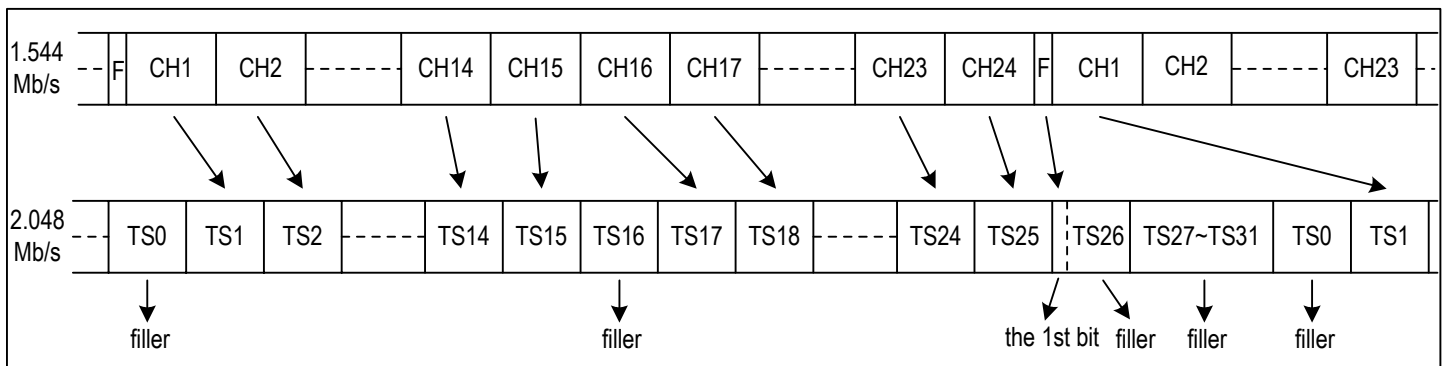 1.544
Mb/s
F CH1 CH2 CH14 CH15 CH16 CH17 CH23 CH24 F CH1 CH2 CH23
2.048
Mb/s
TS0 TS1 TS2 TS14 TS15 TS16 TS17 TS18 TS24 TS25 TS26 TS27~TS31 TS0 TS1
filler filler the 1st bit filler filler filler